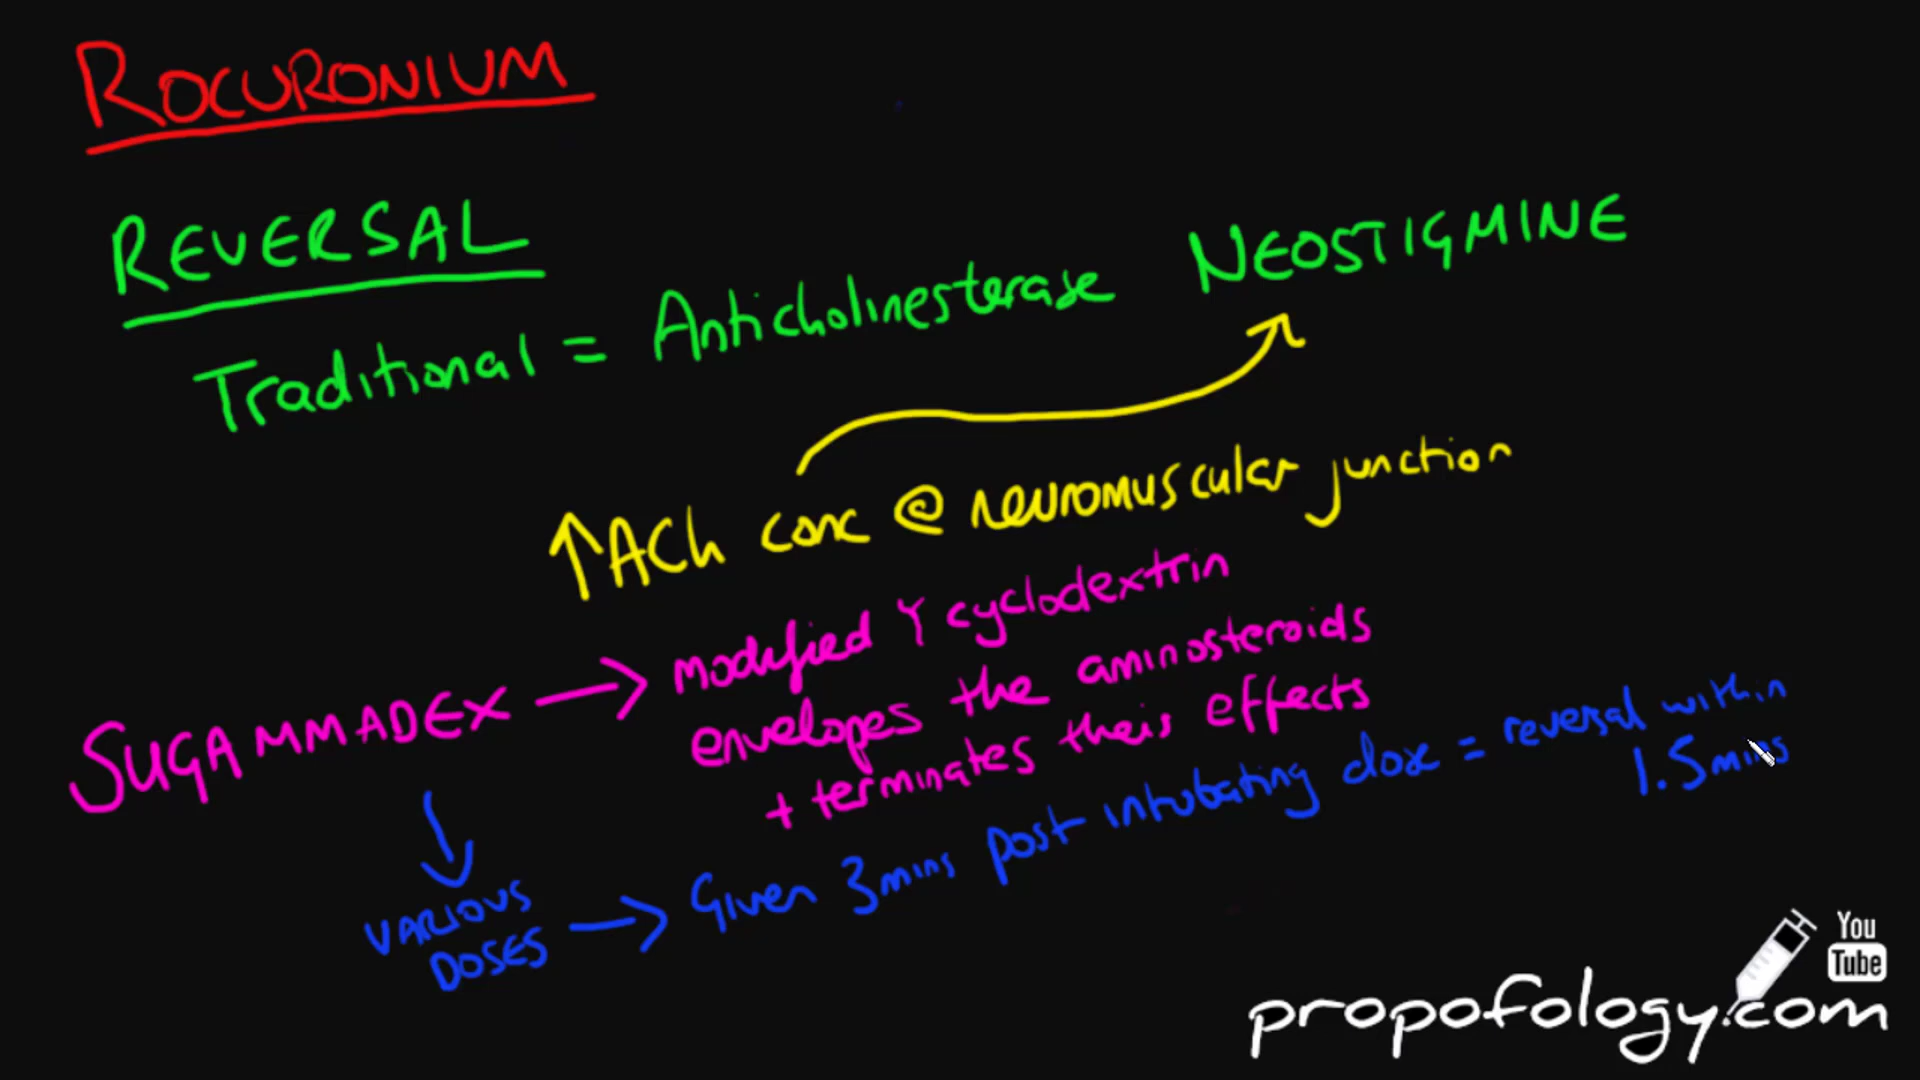 ROCURONIUM
REVERSAL
Traditional = Anticholinesterase NEOSTIGMINE
↑ACh conc @ neuromuscular junction
SUGAMMADEX → modified γ cyclodextrin
envelopes the aminosteroids
+ terminates their effects
VARIOUS
DOSES → Given 3mins post intubating dose = reversal within
1.5mins
propofology.com
You
Tube